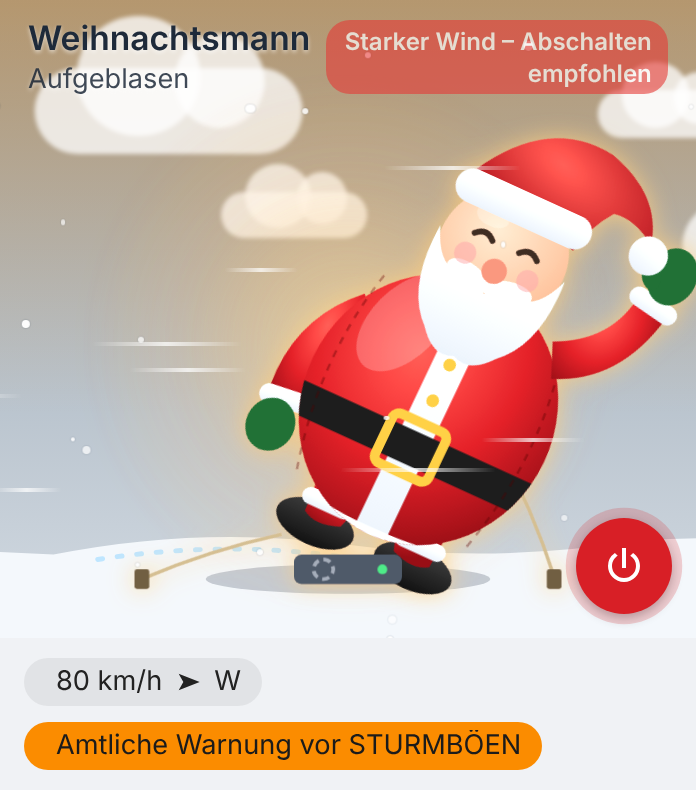 Weihnachtsmann
Aufgeblasen
Starker Wind – Abschalten
empfohlen
80 km/h ➤ W
Amtliche Warnung vor STURMBÖEN